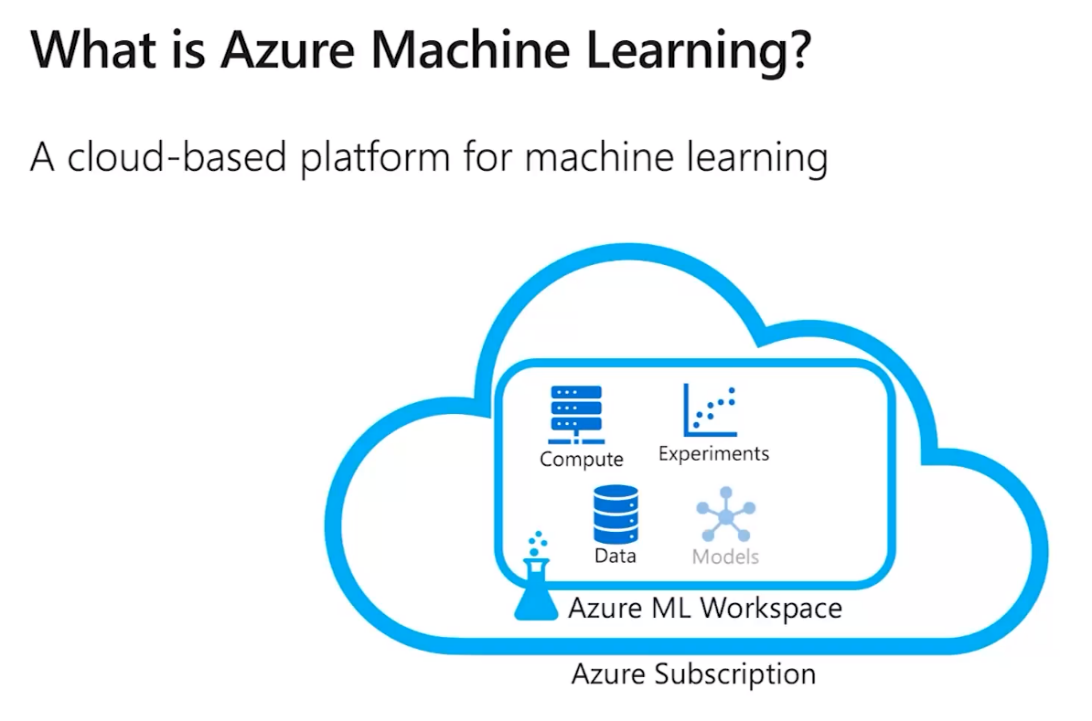 What is Azure Machine Learning?
A cloud-based platform for machine learning
Compute
Experiments
Data
Models
Azure ML Workspace
Azure Subscription